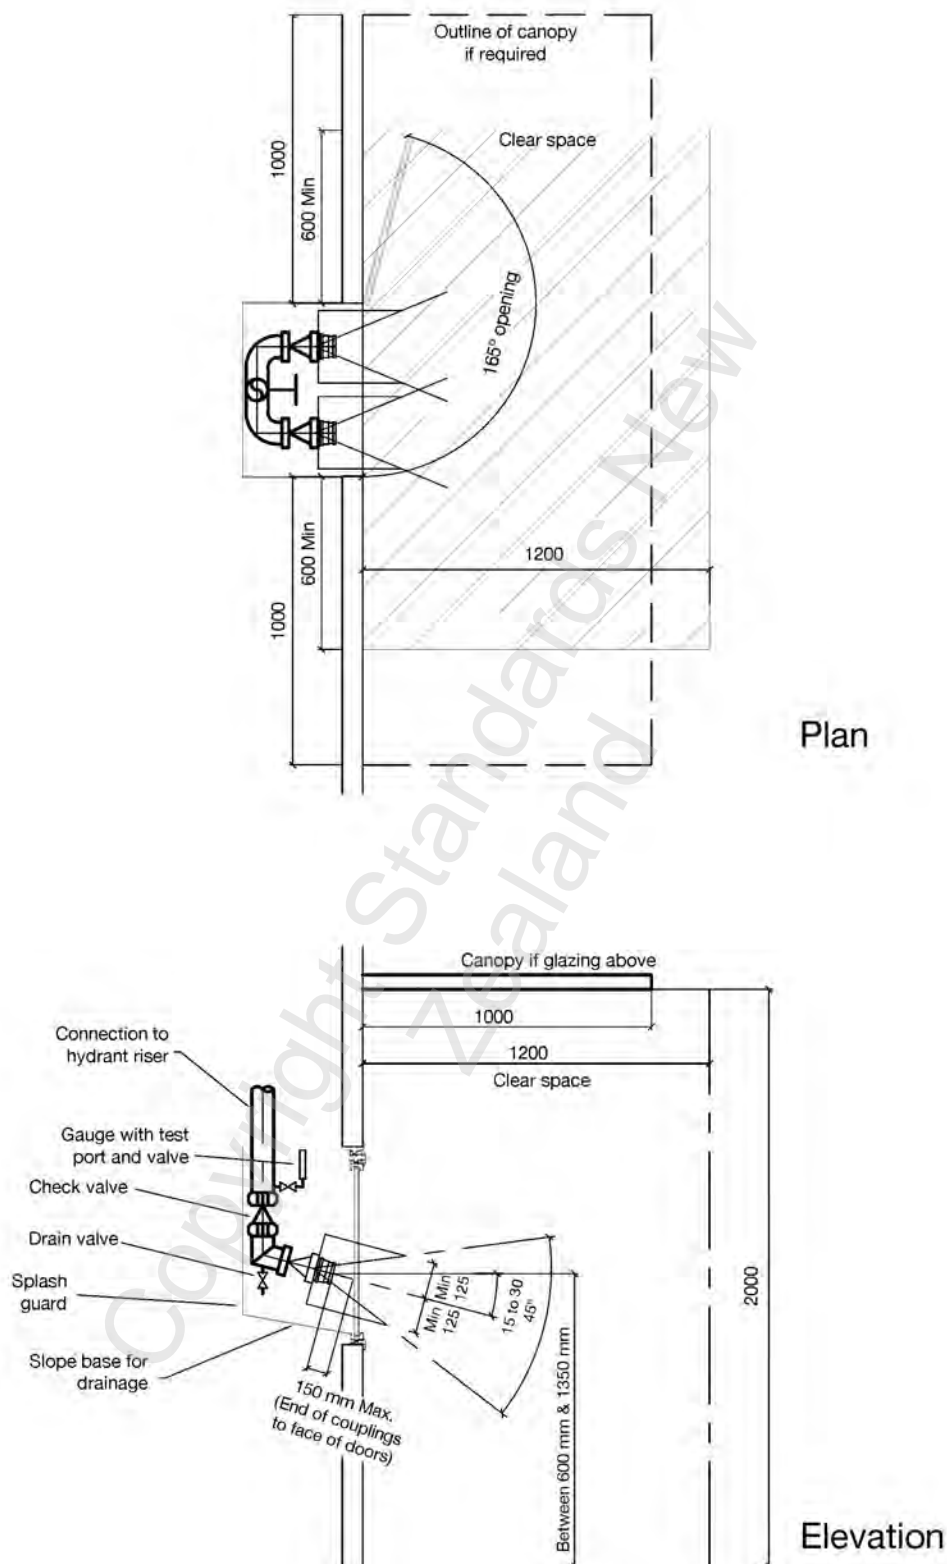 Outline of canopy
if required
Clear space
1000
600 Min
165º opening
1200
600 Min
1000
Plan
Copyright Standards New
Zealand
Canopy if glazing above
1000
1200
Clear space
Connection to
hydrant riser
Gauge with test
port and valve
Check valve
Drain valve
Splash
guard
Slope base for
drainage
150 mm Max.
(End of couplings
to face of doors)
Min Min
125 125
15 to 30
45º
Between 600 mm & 1350 mm
2000
Elevation